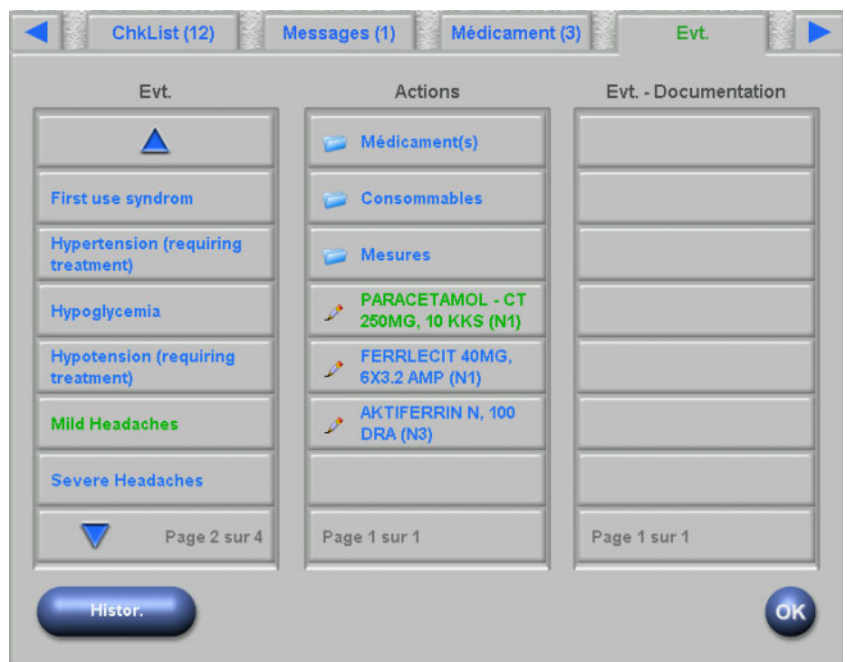 ChkList (12)
Messages (1)
Médicament (3)
Evt.
Evt.
Actions
Evt. - Documentation
First use syndrom
Hypertension (requiring
treatment)
Hypoglycemia
Hypotension (requiring
treatment)
Mild Headaches
Severe Headaches
Page 2 sur 4
Médicament(s)
Consommables
Mesures
PARACETAMOL - CT
250MG, 10 KKS (N1)
FERRLECIT 40MG,
6X3.2 AMP (N1)
AKTIFERRIN N, 100
DRA (N3)
Page 1 sur 1
Page 1 sur 1
Histor.
OK